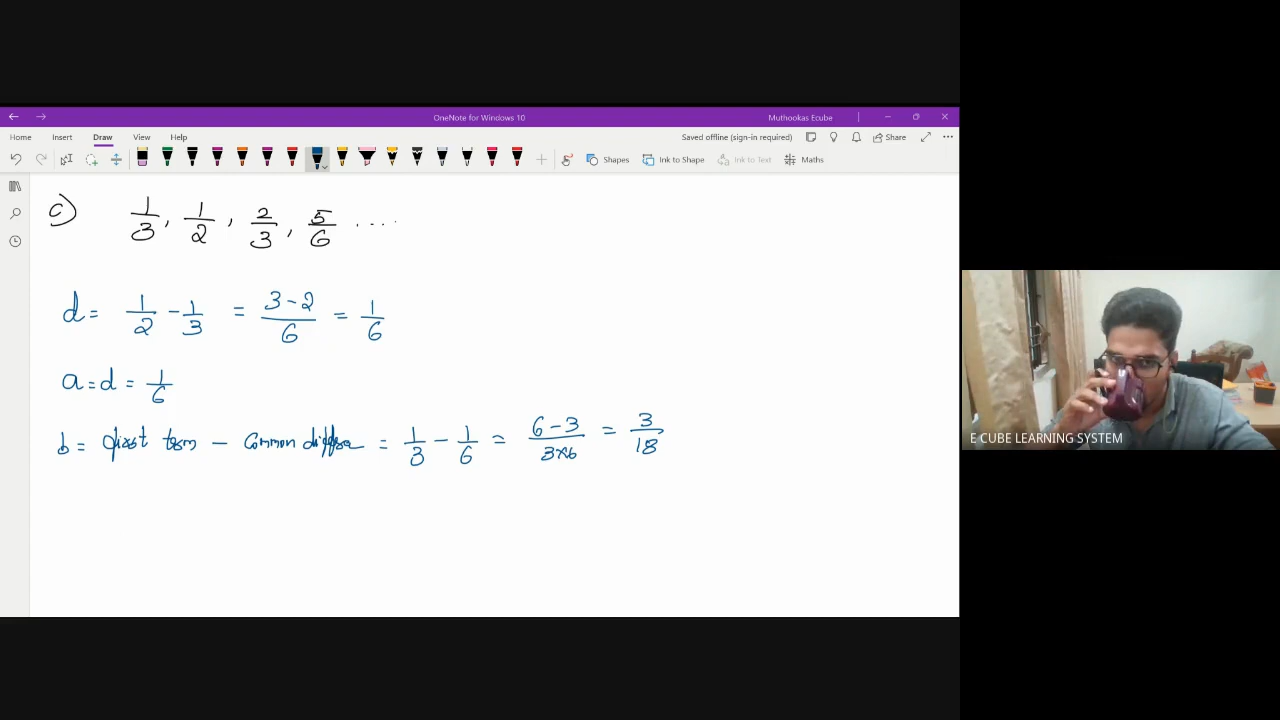 OneNote for Windows 10
Muthookas Ecube
Home Insert Draw View Help
Saved offline (sign-in required) Share
Shapes Ink to Shape Ink to Text Maths
c) 1/3, 1/2, 2/3, 5/6 ....
d = 1/2 - 1/3 = 3-2/6 = 1/6
a = d = 1/6
b = first term - Common = 1/3 - 1/6 = 6-3/3×6 = 3/18
E CUBE LEARNING SYSTEM